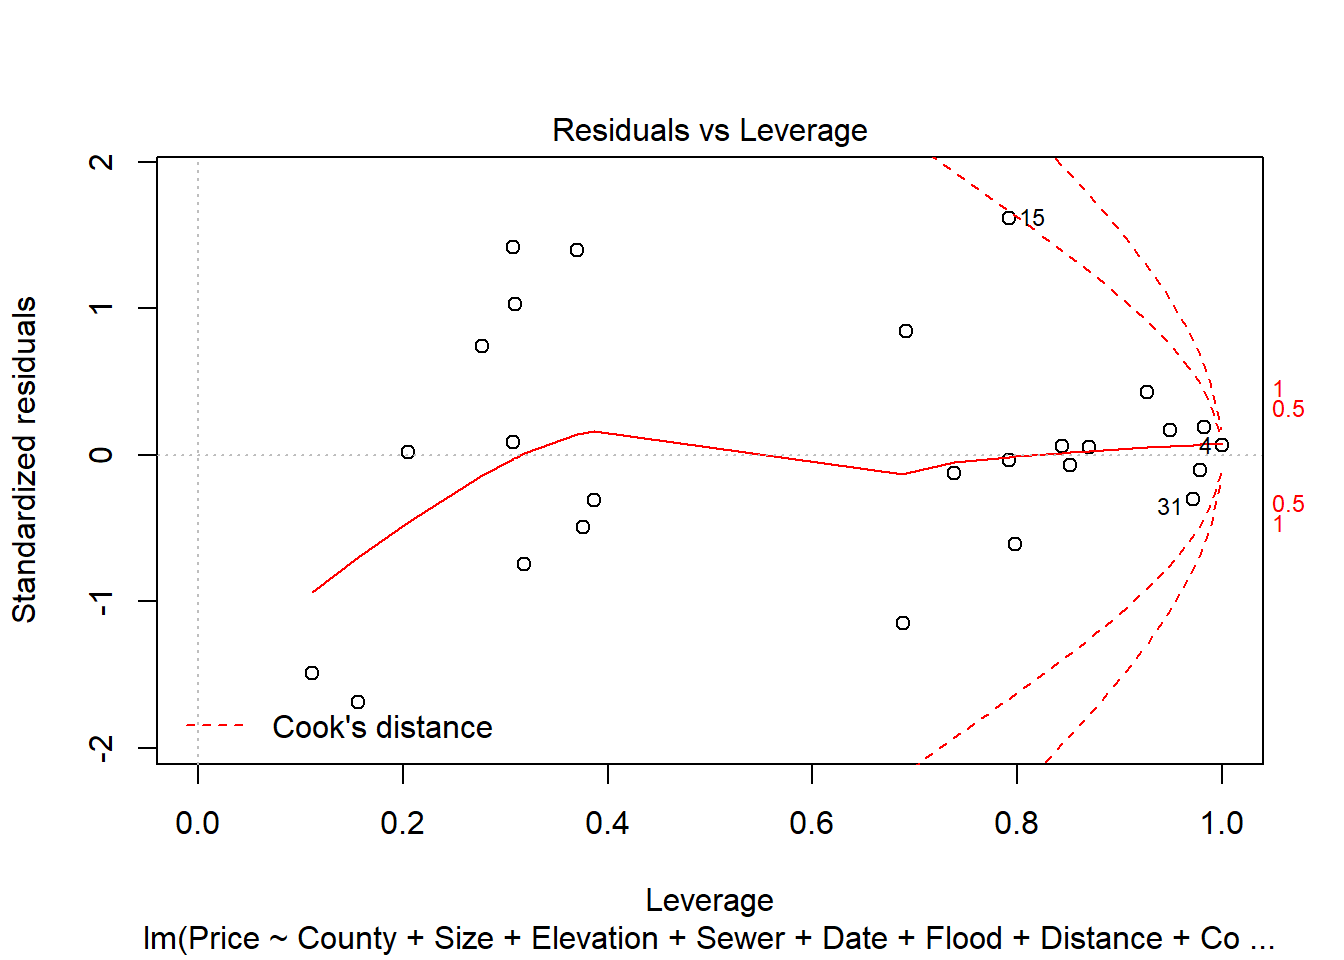 Residuals vs Leverage
Standardized residuals
2
1
0
-1
-2
15
4
31
1
0.5
0.5
1
Cook's distance
0.0 0.2 0.4 0.6 0.8 1.0
Leverage
lm(Price ~ County + Size + Elevation + Sewer + Date + Flood + Distance + Co ...